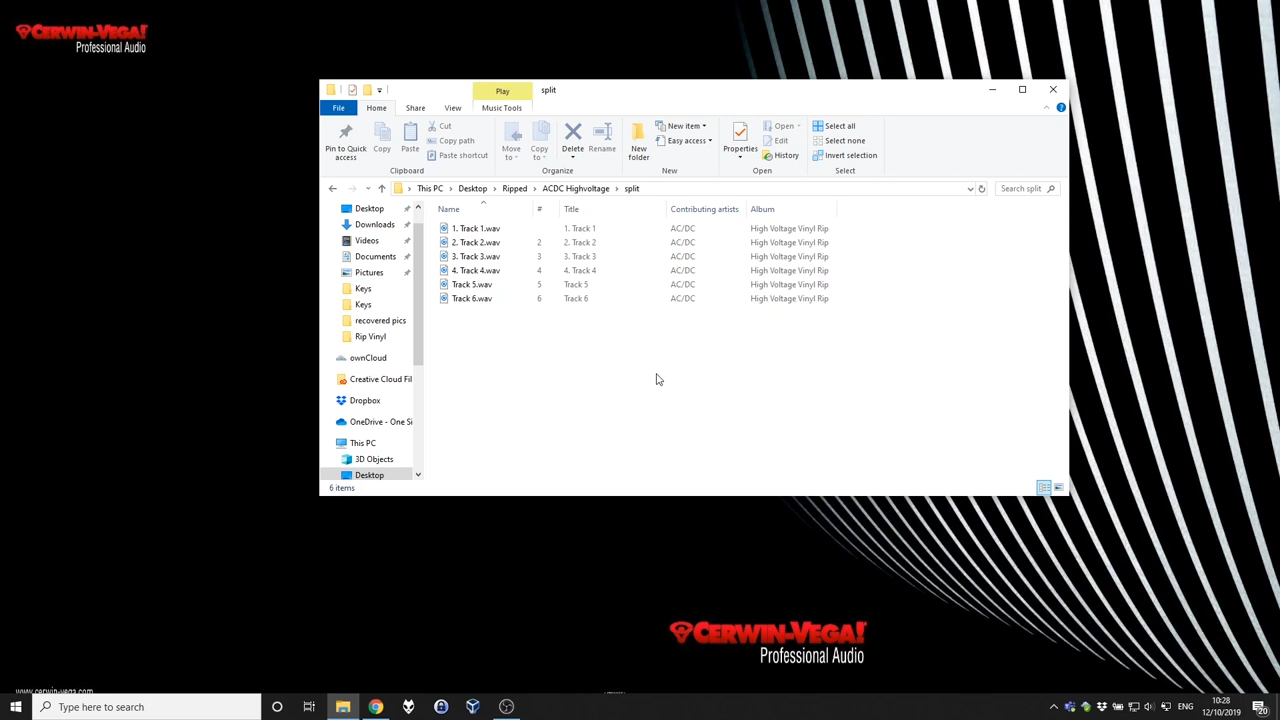 CERWIN-VEGA!
Professional Audio
Play
split
File
Home
Share
View
Music Tools
Pin to Quick access
Copy
Paste
Cut
Copy path
Paste shortcut
Clipboard
Move to
Copy to
Delete
Rename
Organize
New folder
New item
Easy access
New
Properties
Open
Edit
History
Open
Select all
Select none
Invert selection
Select
This PC
Desktop
Ripped
ACDC Highvoltage
split
Search split
Name # Title Contributing artists Album
1. Track 1.wav 1. Track 1 AC/DC High Voltage Vinyl Rip
2. Track 2.wav 2 2. Track 2 AC/DC High Voltage Vinyl Rip
3. Track 3.wav 3 3. Track 3 AC/DC High Voltage Vinyl Rip
4. Track 4.wav 4 4. Track 4 AC/DC High Voltage Vinyl Rip
Track 5.wav 5 Track 5 AC/DC High Voltage Vinyl Rip
Track 6.wav 6 Track 6 AC/DC High Voltage Vinyl Rip
Desktop
Downloads
Videos
Documents
Pictures
Keys
Keys
recovered pics
Rip Vinyl
ownCloud
Creative Cloud Fil
Dropbox
OneDrive - One Si
This PC
3D Objects
Desktop
6 items
CERWIN-VEGA!
Professional Audio
www.cerwin-vega.com
Type here to search
ENG
10:28
12/10/2019
20